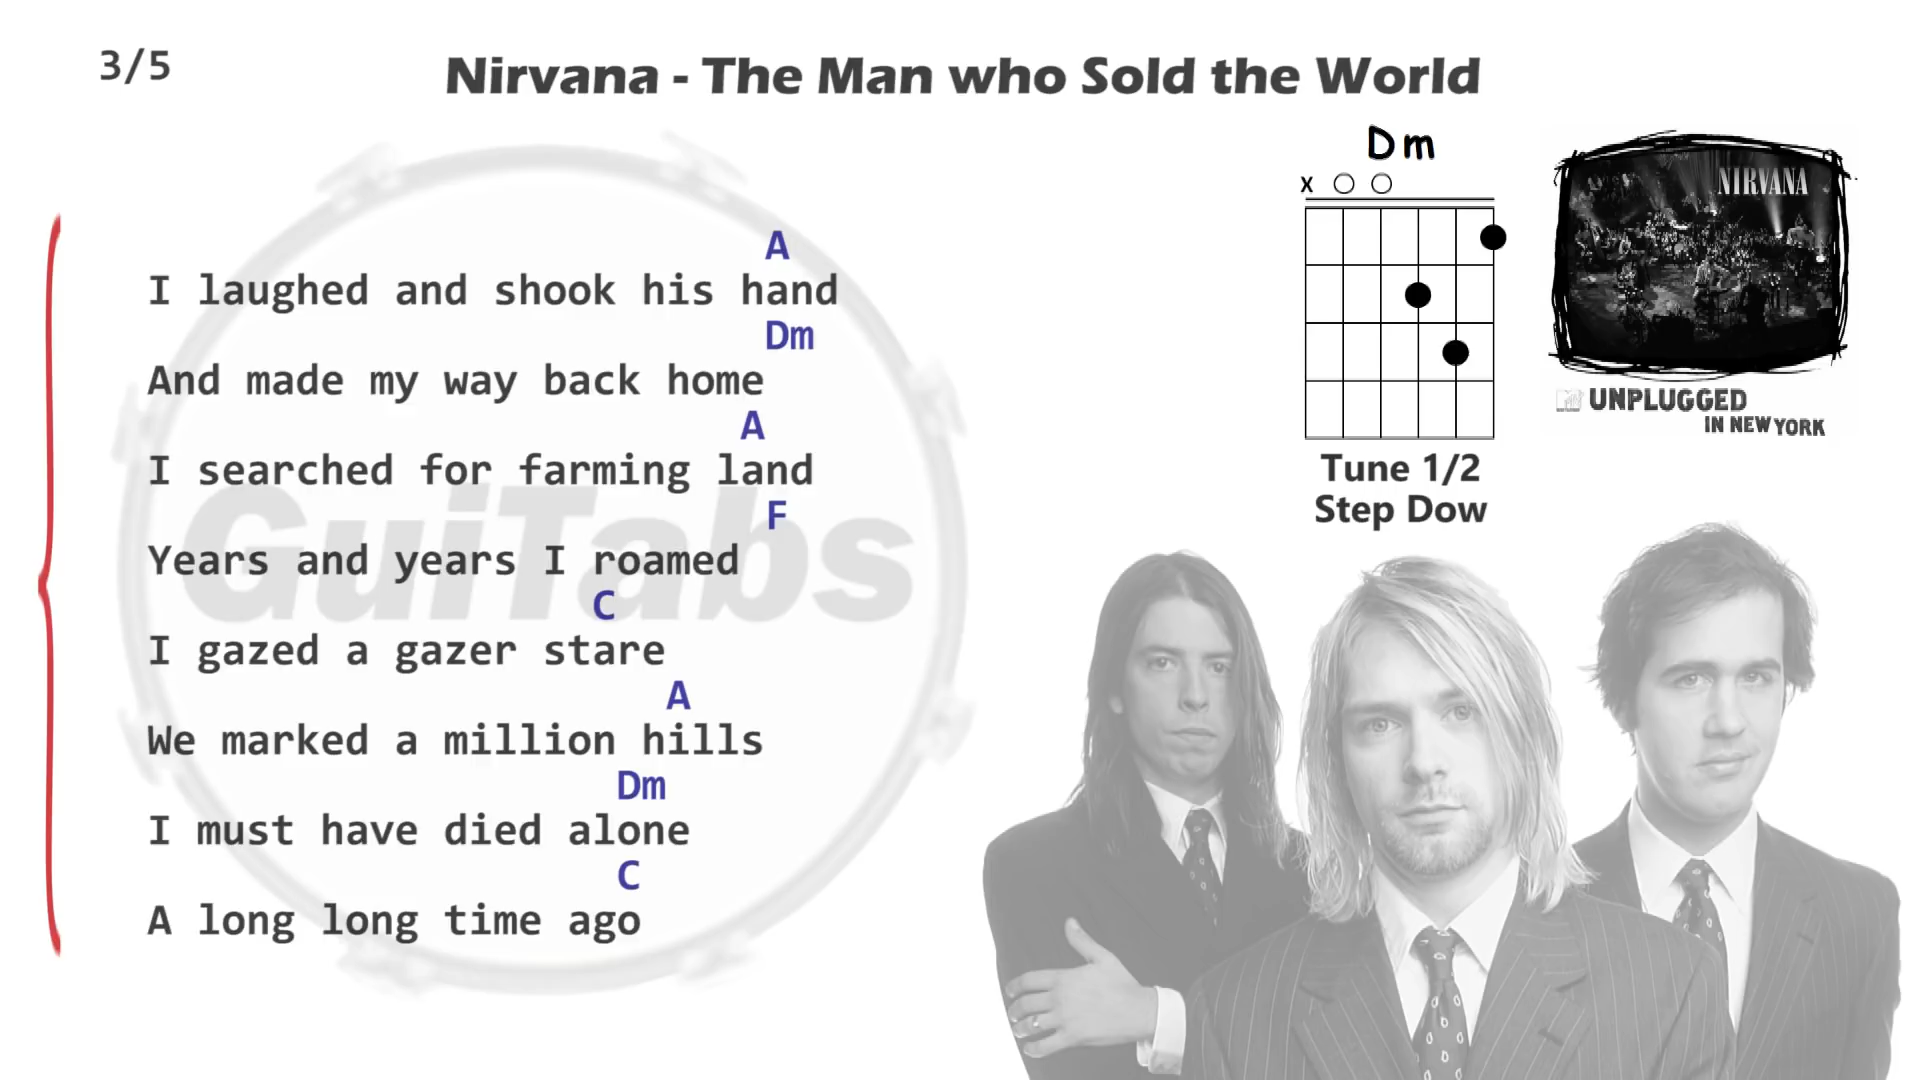 3/5
Nirvana - The Man who Sold the World
Dm
x
NIRVANA
A
I laughed and shook his hand
Dm
And made my way back home
A
I searched for farming land
F
Years and years I roamed
C
I gazed a gazer stare
A
We marked a million hills
Dm
I must have died alone
C
A long long time ago
UNPLUGGED
IN NEW YORK
Tune 1/2
Step Dow
GuiTabs